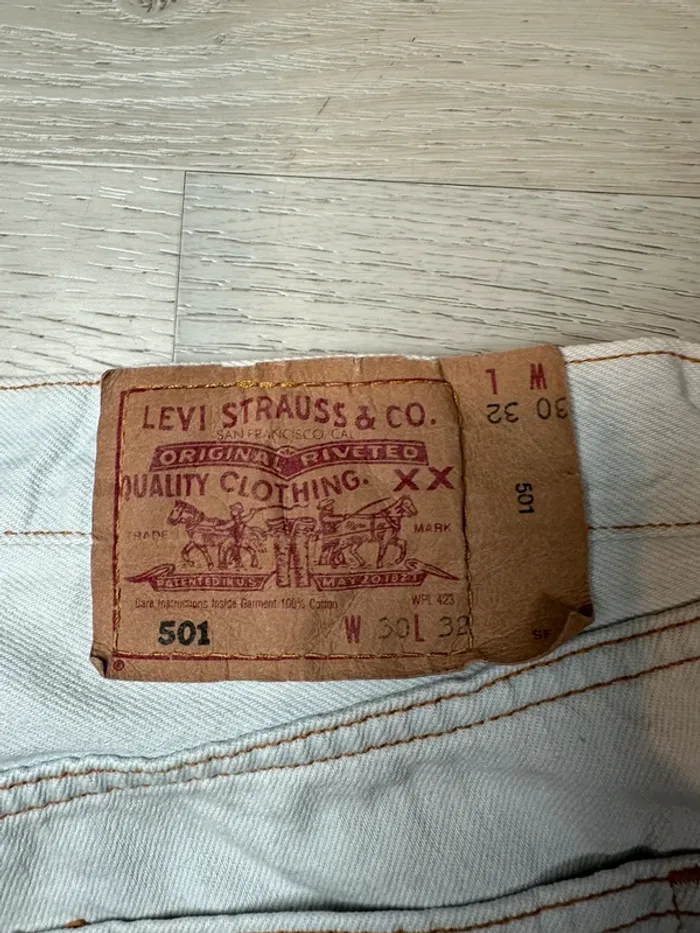 LEVI STRAUSS & CO.
SAN FRANCISCO, CAL
ORIGINAL RIVETED
QUALITY CLOTHING. XX
TRADE MARK
PATENTED IN U.S. MAY 20 1873
Care Instructions Inside Garment 100% Cotton WPL 423
501 W 30 L 32
®
L W
30 32
501
SF